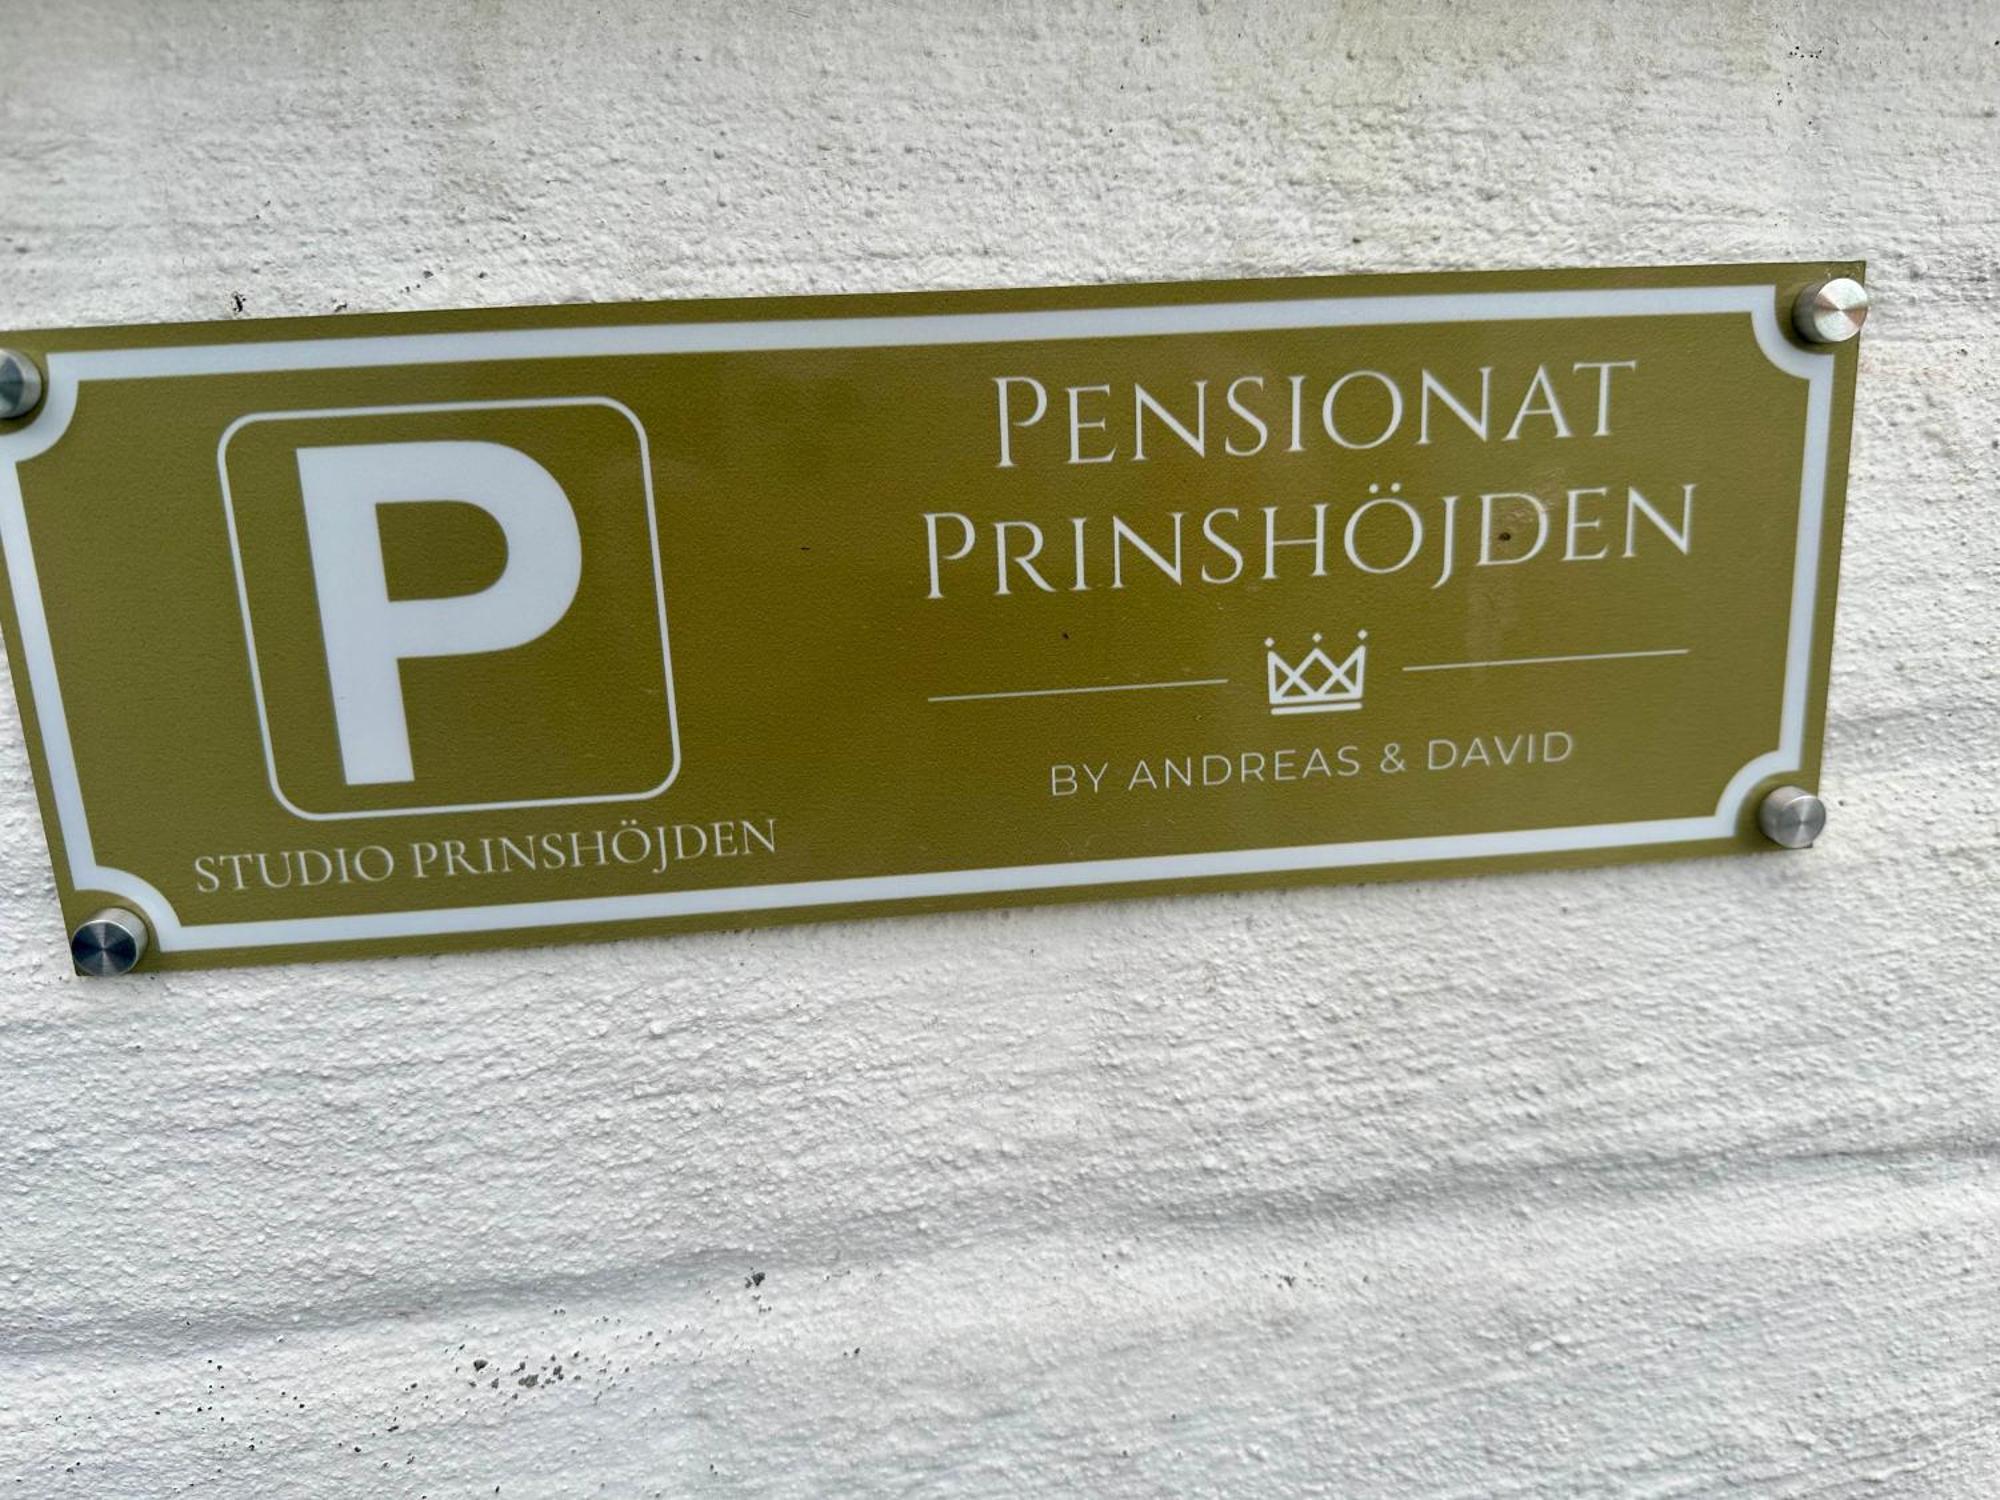 P
STUDIO PRINSHÖJDEN
PENSIONAT
PRINSHÖJDEN
BY ANDREAS & DAVID